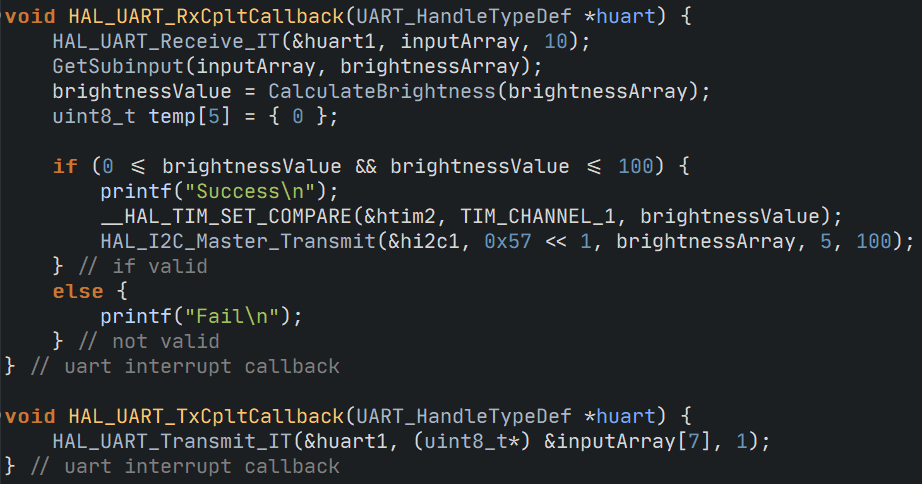 void HAL_UART_RxCpltCallback(UART_HandleTypeDef *huart) {
    HAL_UART_Receive_IT(&huart1, inputArray, 10);
    GetSubinput(inputArray, brightnessArray);
    brightnessValue = CalculateBrightness(brightnessArray);
    uint8_t temp[5] = { 0 };

    if (0 <= brightnessValue && brightnessValue <= 100) {
        printf("Success\n");
        __HAL_TIM_SET_COMPARE(&htim2, TIM_CHANNEL_1, brightnessValue);
        HAL_I2C_Master_Transmit(&hi2c1, 0x57 << 1, brightnessArray, 5, 100);
    } // if valid
    else {
        printf("Fail\n");
    } // not valid
} // uart interrupt callback

void HAL_UART_TxCpltCallback(UART_HandleTypeDef *huart) {
    HAL_UART_Transmit_IT(&huart1, (uint8_t*) &inputArray[7], 1);
} // uart interrupt callback